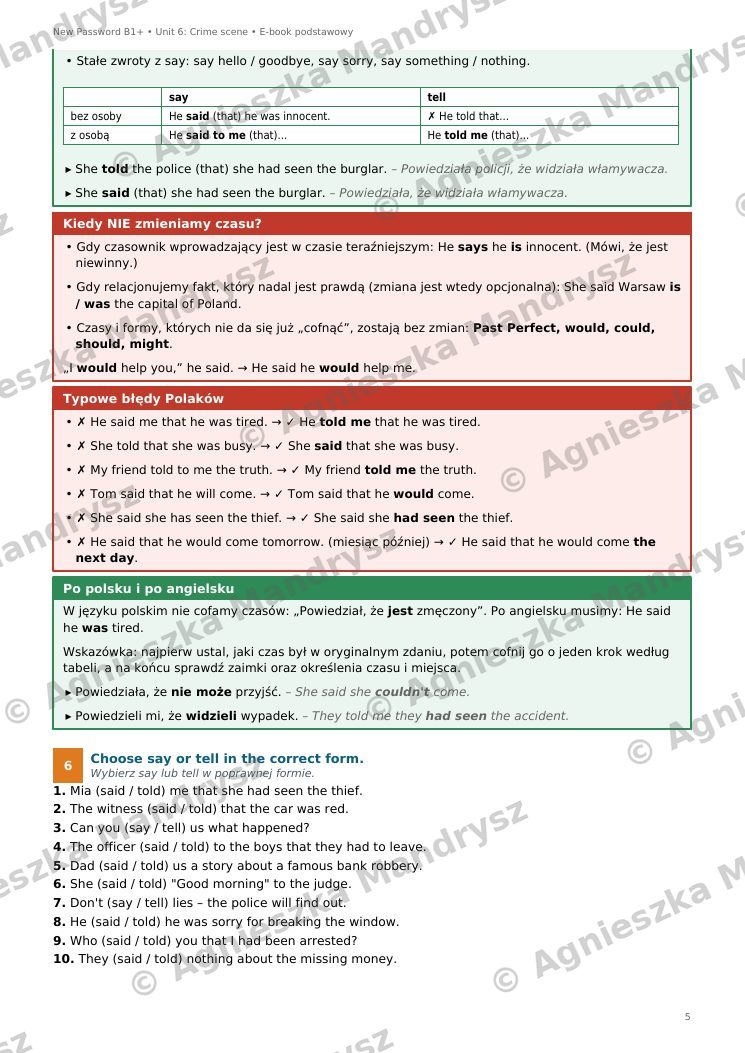 New Password B1+ • Unit 6: Crime scene • E-book podstawowy
• Stałe zwroty z say: say hello / goodbye, say sorry, say something / nothing.
say tell
bez osoby He said (that) he was innocent. ✗ He told that...
z osobą He said to me (that)... He told me (that)...
▸ She told the police (that) she had seen the burglar. – Powiedziała policji, że widziała włamywacza.
▸ She said (that) she had seen the burglar. – Powiedziała, że widziała włamywacza.
Kiedy NIE zmieniamy czasu?
• Gdy czasownik wprowadzający jest w czasie teraźniejszym: He says he is innocent. (Mówi, że jest
niewinny.)
• Gdy relacjonujemy fakt, który nadal jest prawdą (zmiana jest wtedy opcjonalna): She said Warsaw is
/ was the capital of Poland.
• Czasy i formy, których nie da się już „cofnąć”, zostają bez zmian: Past Perfect, would, could,
should, might.
„I would help you,” he said. → He said he would help me.
Typowe błędy Polaków
• ✗ He said me that he was tired. → ✓ He told me that he was tired.
• ✗ She told that she was busy. → ✓ She said that she was busy.
• ✗ My friend told to me the truth. → ✓ My friend told me the truth.
• ✗ Tom said that he will come. → ✓ Tom said that he would come.
• ✗ She said she has seen the thief. → ✓ She said she had seen the thief.
• ✗ He said that he would come tomorrow. (miesiąc później) → ✓ He said that he would come the
next day.
Po polsku i po angielsku
W języku polskim nie cofamy czasów: „Powiedział, że jest zmęczony”. Po angielsku musimy: He said
he was tired.
Wskazówka: najpierw ustal, jaki czas był w oryginalnym zdaniu, potem cofnij go o jeden krok według
tabeli, a na końcu sprawdź zaimki oraz określenia czasu i miejsca.
▸ Powiedziała, że nie może przyjść. – She said she couldn't come.
▸ Powiedzieli mi, że widzieli wypadek. – They told me they had seen the accident.
6 Choose say or tell in the correct form.
Wybierz say lub tell w poprawnej formie.
1. Mia (said / told) me that she had seen the thief.
2. The witness (said / told) that the car was red.
3. Can you (say / tell) us what happened?
4. The officer (said / told) to the boys that they had to leave.
5. Dad (said / told) us a story about a famous bank robbery.
6. She (said / told) "Good morning" to the judge.
7. Don't (say / tell) lies – the police will find out.
8. He (said / told) he was sorry for breaking the window.
9. Who (said / told) you that I had been arrested?
10. They (said / told) nothing about the missing money.
5
© Agnieszka Mandrysz